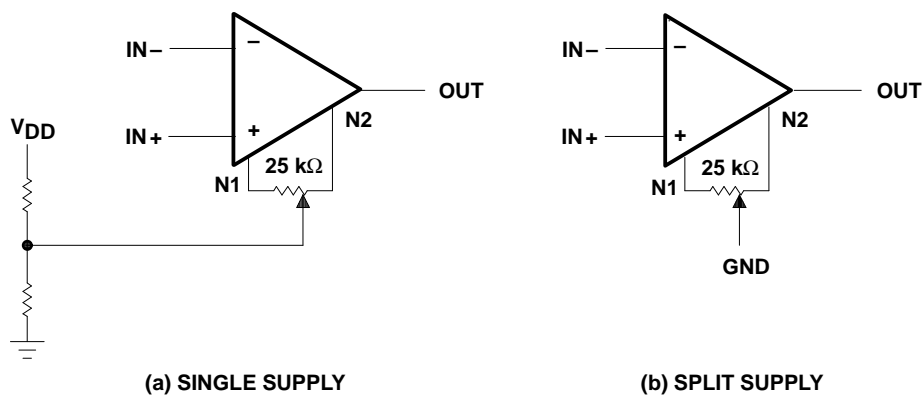 IN–
–
OUT
VDD
IN+
+
N2
25 kΩ
N1
(a) SINGLE SUPPLY
IN–
–
OUT
IN+
+
N2
25 kΩ
N1
GND
(b) SPLIT SUPPLY